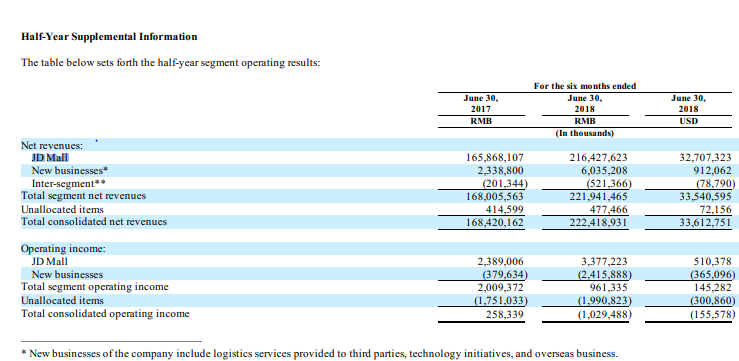 Half-Year Supplemental Information
The table below sets forth the half-year segment operating results:
For the six months ended
June 30, 2017 June 30, 2018 June 30, 2018
RMB RMB USD
(In thousands)
Net revenues:
JD Mall 165,868,107 216,427,623 32,707,323
New businesses* 2,338,800 6,035,208 912,062
Inter-segment** (201,344) (521,366) (78,790)
Total segment net revenues 168,005,563 221,941,465 33,540,595
Unallocated items 414,599 477,466 72,156
Total consolidated net revenues 168,420,162 222,418,931 33,612,751
Operating income:
JD Mall 2,389,006 3,377,223 510,378
New businesses (379,634) (2,415,888) (365,096)
Total segment operating income 2,009,372 961,335 145,282
Unallocated items (1,751,033) (1,990,823) (300,860)
Total consolidated operating income 258,339 (1,029,488) (155,578)
* New businesses of the company include logistics services provided to third parties, technology initiatives, and overseas business.